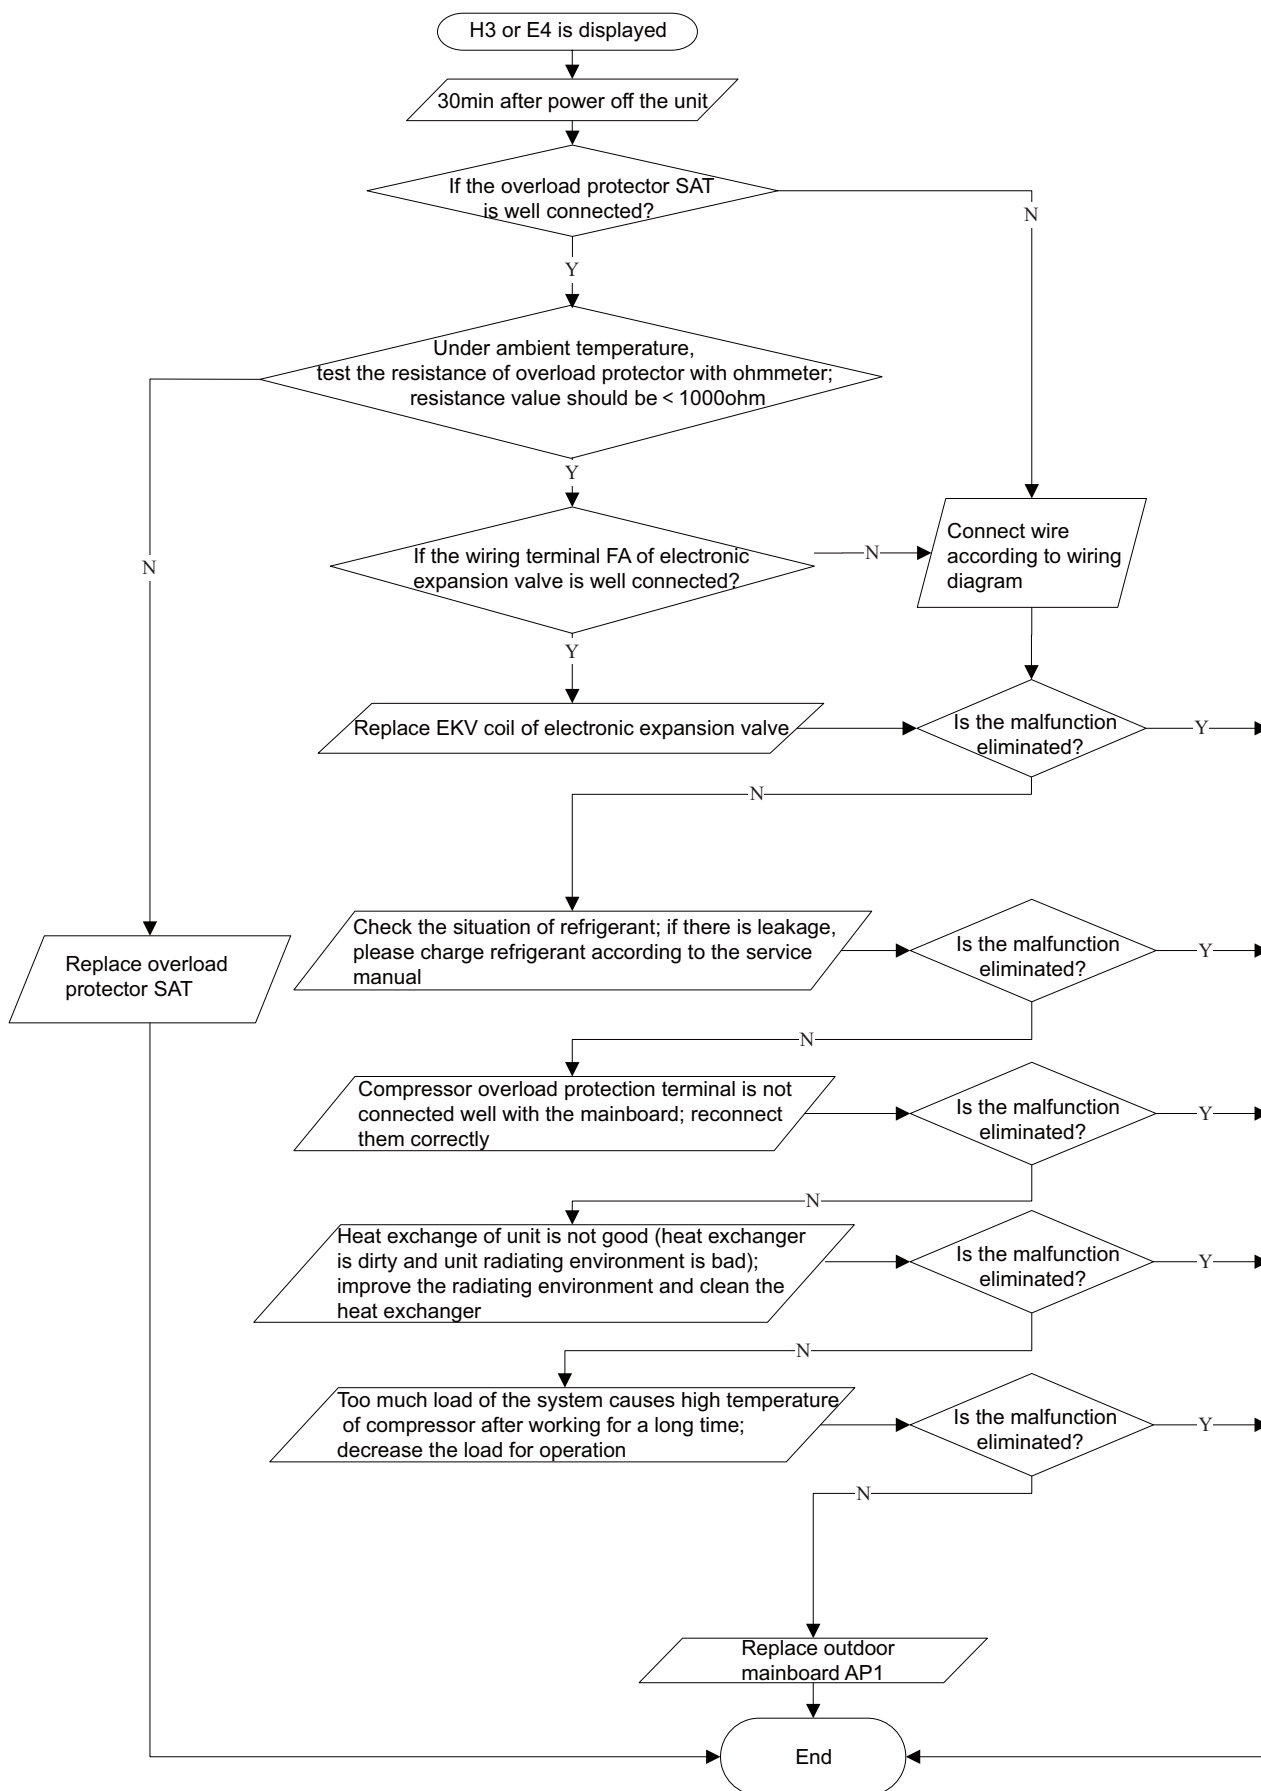 H3 or E4 is displayed
30min after power off the unit
If the overload protector SAT
is well connected?
N
Y
Under ambient temperature,
test the resistance of overload protector with ohmmeter;
resistance value should be < 1000ohm
Y
N
If the wiring terminal FA of electronic
expansion valve is well connected?
N
Connect wire
according to wiring
diagram
Y
Replace EKV coil of electronic expansion valve
Is the malfunction
eliminated?
Y
N
Replace overload
protector SAT
Check the situation of refrigerant; if there is leakage,
please charge refrigerant according to the service
manual
Is the malfunction
eliminated?
Y
N
Compressor overload protection terminal is not
connected well with the mainboard; reconnect
them correctly
Is the malfunction
eliminated?
Y
N
Heat exchange of unit is not good (heat exchanger
is dirty and unit radiating environment is bad);
improve the radiating environment and clean the
heat exchanger
Is the malfunction
eliminated?
Y
N
Too much load of the system causes high temperature
of compressor after working for a long time;
decrease the load for operation
Is the malfunction
eliminated?
Y
N
Replace outdoor
mainboard AP1
End